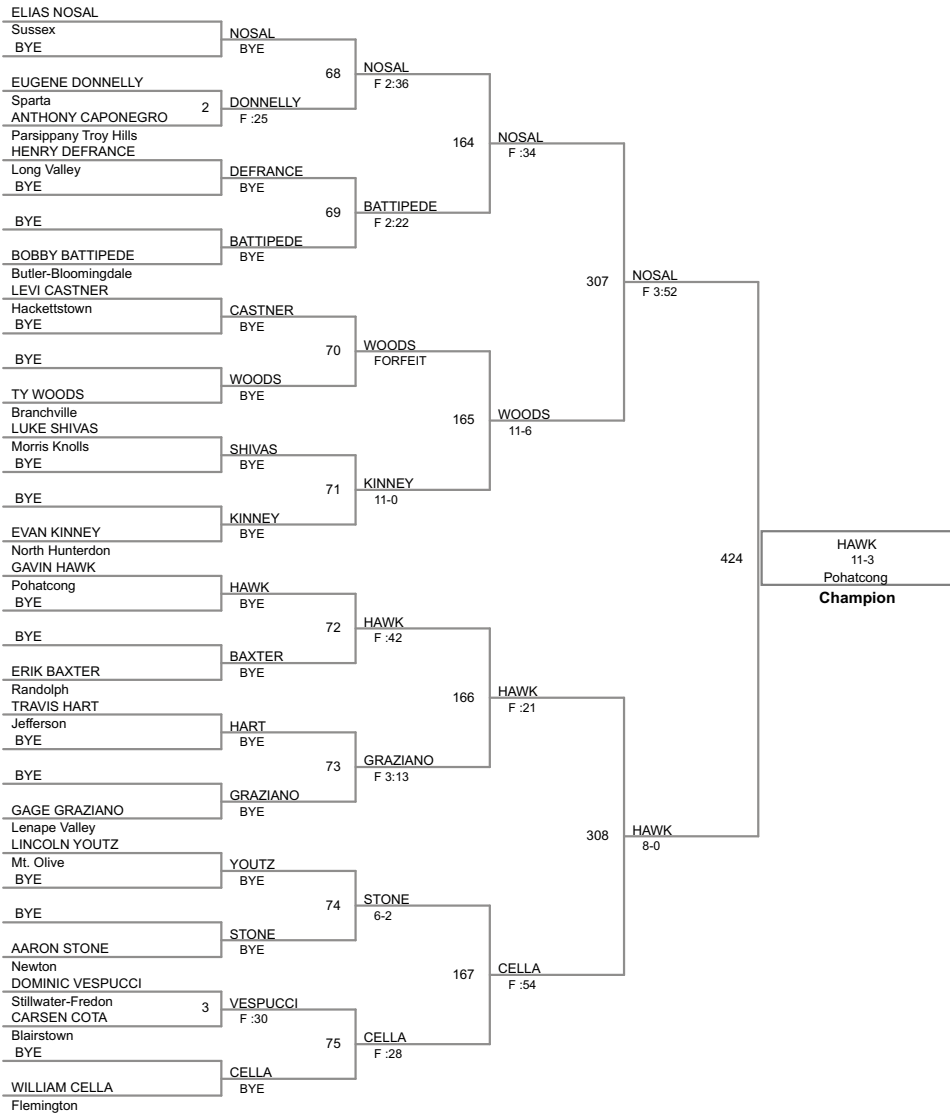 ELIAS NOSAL
Sussex
BYE
EUGENE DONNELLY
Sparta
2
ANTHONY CAPONEGRO
Parsippany Troy Hills
HENRY DEFRANCE
Long Valley
BYE
BYE
BOBBY BATTIPEDE
Butler-Bloomingdale
LEVI CASTNER
Hackettstown
BYE
BYE
TY WOODS
Branchville
LUKE SHIVAS
Morris Knolls
BYE
BYE
EVAN KINNEY
North Hunterdon
GAVIN HAWK
Pohatcong
BYE
BYE
ERIK BAXTER
Randolph
TRAVIS HART
Jefferson
BYE
BYE
GAGE GRAZIANO
Lenape Valley
LINCOLN YOUTZ
Mt. Olive
BYE
BYE
AARON STONE
Newton
DOMINIC VESPUCCI
Stillwater-Fredon
3
CARSEN COTA
Blairstown
BYE
WILLIAM CELLA
Flemington
NOSAL
BYE
68
DONNELLY
F :25
DEFRANCE
BYE
69
BATTIPEDE
BYE
CASTNER
BYE
70
WOODS
BYE
SHIVAS
BYE
71
KINNEY
BYE
HAWK
BYE
72
BAXTER
BYE
HART
BYE
73
GRAZIANO
BYE
YOUTZ
BYE
74
STONE
BYE
VESPUCCI
F :30
75
CELLA
BYE
NOSAL
F 2:36
164
BATTIPEDE
F 2:22
WOODS
FORFEIT
165
KINNEY
11-0
HAWK
F :42
166
GRAZIANO
F 3:13
STONE
6-2
167
CELLA
F :28
NOSAL
F :34
307
WOODS
11-6
HAWK
F :21
308
CELLA
F :54
NOSAL
F 3:52
424
HAWK
8-0
HAWK
11-3
Pohatcong
Champion